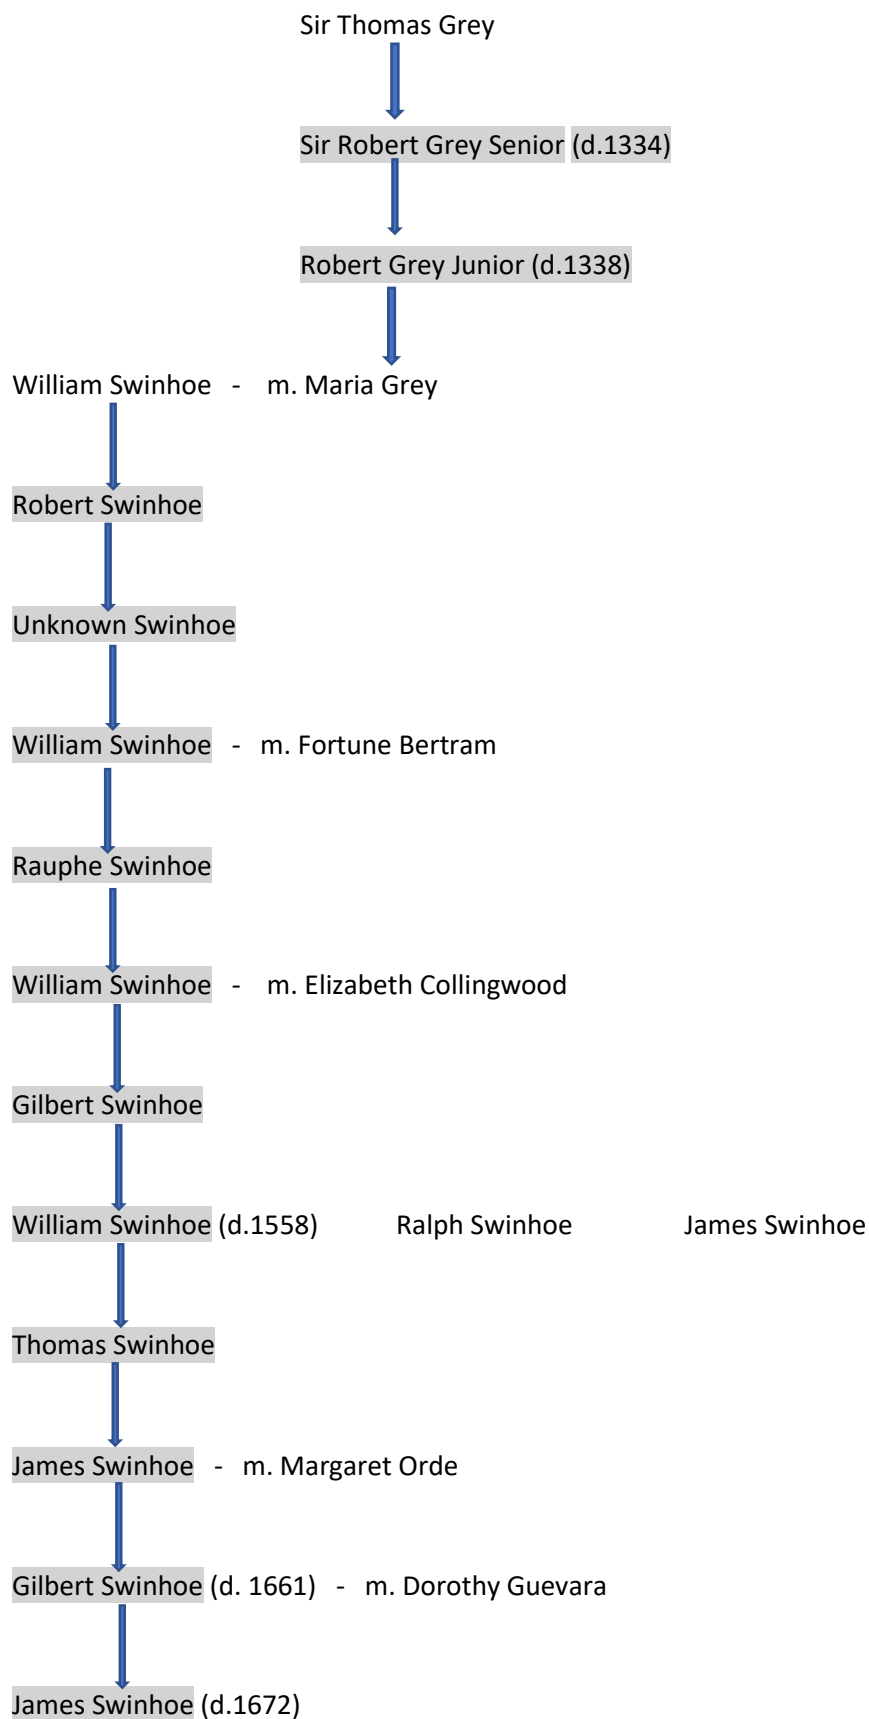 Sir Thomas Grey
Sir Robert Grey Senior (d.1334)
Robert Grey Junior (d.1338)
William Swinhoe - m. Maria Grey
Robert Swinhoe
Unknown Swinhoe
William Swinhoe - m. Fortune Bertram
Rauphe Swinhoe
William Swinhoe - m. Elizabeth Collingwood
Gilbert Swinhoe
William Swinhoe (d.1558) Ralph Swinhoe James Swinhoe
Thomas Swinhoe
James Swinhoe - m. Margaret Orde
Gilbert Swinhoe (d. 1661) - m. Dorothy Guevara
James Swinhoe (d.1672)